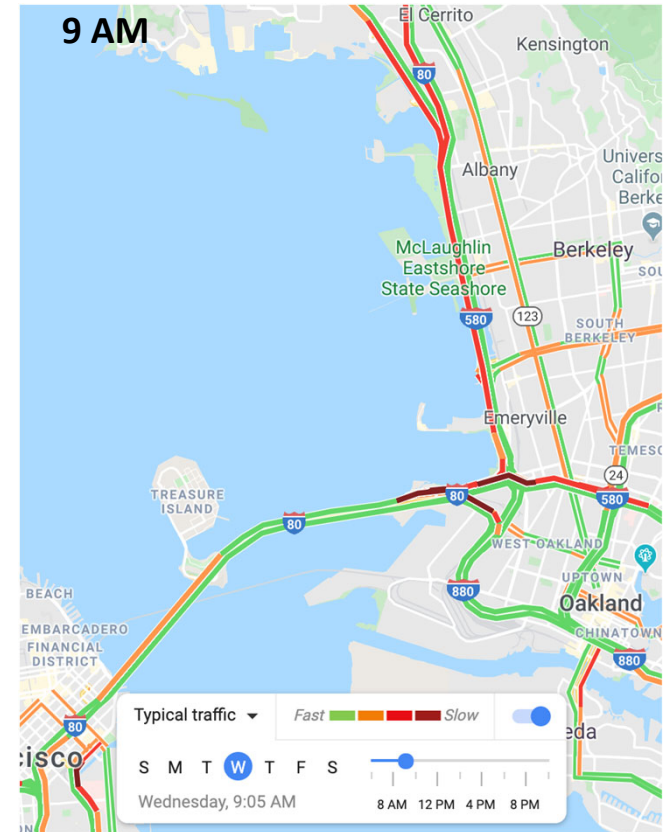 9 AM
El Cerrito
Kensington
80
Albany
Univers
Califor
Berke
McLaughlin
Eastshore
State Seashore
Berkeley
SOU
580
123
SOUTH
BERKELEY
Emeryville
TEMESC
24
TREASURE
ISLAND
80
80
580
WEST OAKLAND
UPTOWN
880
Oakland
BEACH
EMBARCADERO
FINANCIAL
DISTRICT
CHINATOWN
880
80
cisco
eda
Typical traffic
Fast
Slow
S M T W T F S
Wednesday, 9:05 AM
8 AM 12 PM 4 PM 8 PM